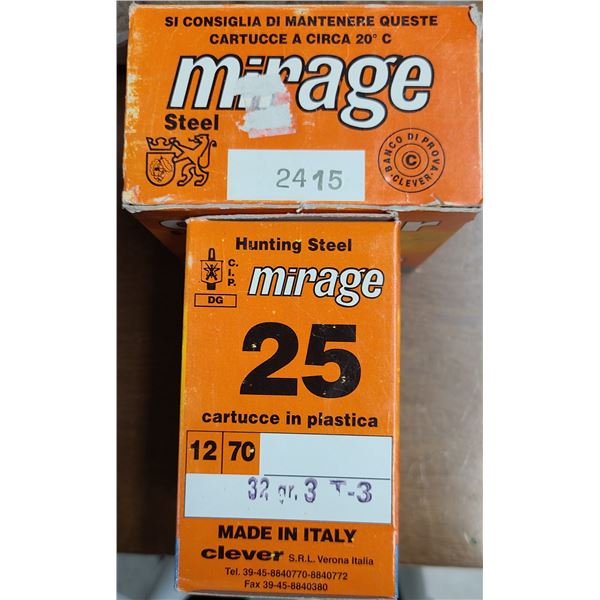 SI CONSIGLIA DI MANTENERE QUESTE
CARTUCCE A CIRCA 20° C
mirage
Steel
BANCO DI PROVA
C
CLEVER
2415
Hunting Steel
C.
I.
P.
mirage
DG
25
cartucce in plastica
12 70
32 gr. 3 T-3
MADE IN ITALY
clever S.R.L. Verona Italia
Tel. 39-45-8840770-8840772
Fax 39-45-8840380